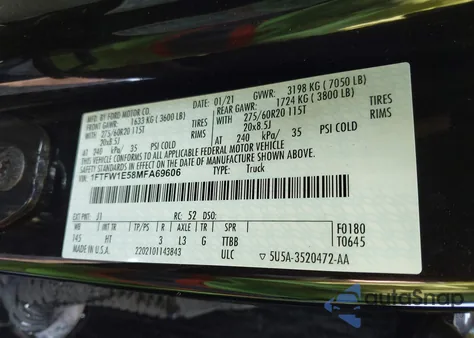 MFD. BY FORD MOTOR CO.
01/21 GVWR: 3198 KG (7050 LB)
FRONT GAWR: 1633 KG (3600 LB)
REAR GAWR: 1724 KG (3800 LB)
275/60R20 115T TIRES 275/60R20 115T TIRES
WITH
20x8.5J RIMS 20x8.5J RIMS
AT 240 kPa/ 35 PSI COLD AT 240 kPa/ 35 PSI COLD
THIS VEHICLE CONFORMS TO ALL APPLICABLE FEDERAL MOTOR VEHICLE
SAFETY STANDARDS IN EFFECT ON THE DATE OF MANUFACTURE SHOWN ABOVE.
VIN: 1FTFW1E58MFA69606 TYPE: Truck
EXT PNT: J1 RC: 52 DSO:
WB INT TR TP/PS R AXLE TR SPR F0180
145 HT 3 L3 G TTBB T0645
2202101143843 ULC 5U5A-3520472-AA
autoSnap